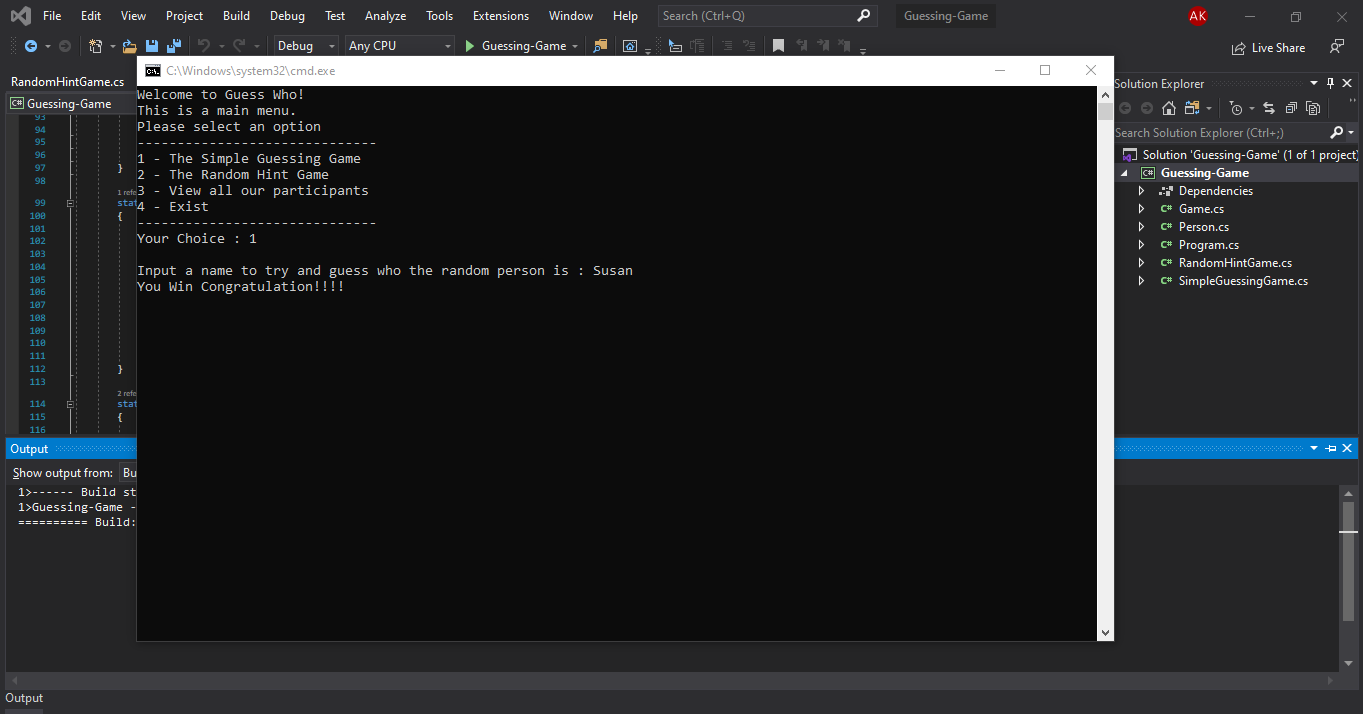 File Edit View Project Build Debug Test Analyze Tools Extensions Window Help Search (Ctrl+Q) Guessing-Game AK
Debug Any CPU Guessing-Game Live Share
RandomHintGame.cs
Guessing-Game
C:\Windows\system32\cmd.exe
Welcome to Guess Who!
This is a main menu.
Please select an option
------------------------------
1 - The Simple Guessing Game
2 - The Random Hint Game
3 - View all our participants
4 - Exist
------------------------------
Your Choice : 1
Input a name to try and guess who the random person is : Susan
You Win Congratulation!!!!
93
94
95
96
97 }
98
1 refe
99 stat
100 {
101
102
103
104
105
106
107
108
109
110
111
112 }
113
2 refe
114 stat
115 {
116
Solution Explorer
Search Solution Explorer (Ctrl+;)
Solution 'Guessing-Game' (1 of 1 project)
C# Guessing-Game
Dependencies
C# Game.cs
C# Person.cs
C# Program.cs
C# RandomHintGame.cs
C# SimpleGuessingGame.cs
Output
Show output from: Bu
1>------ Build st
1>Guessing-Game -
========== Build:
Output